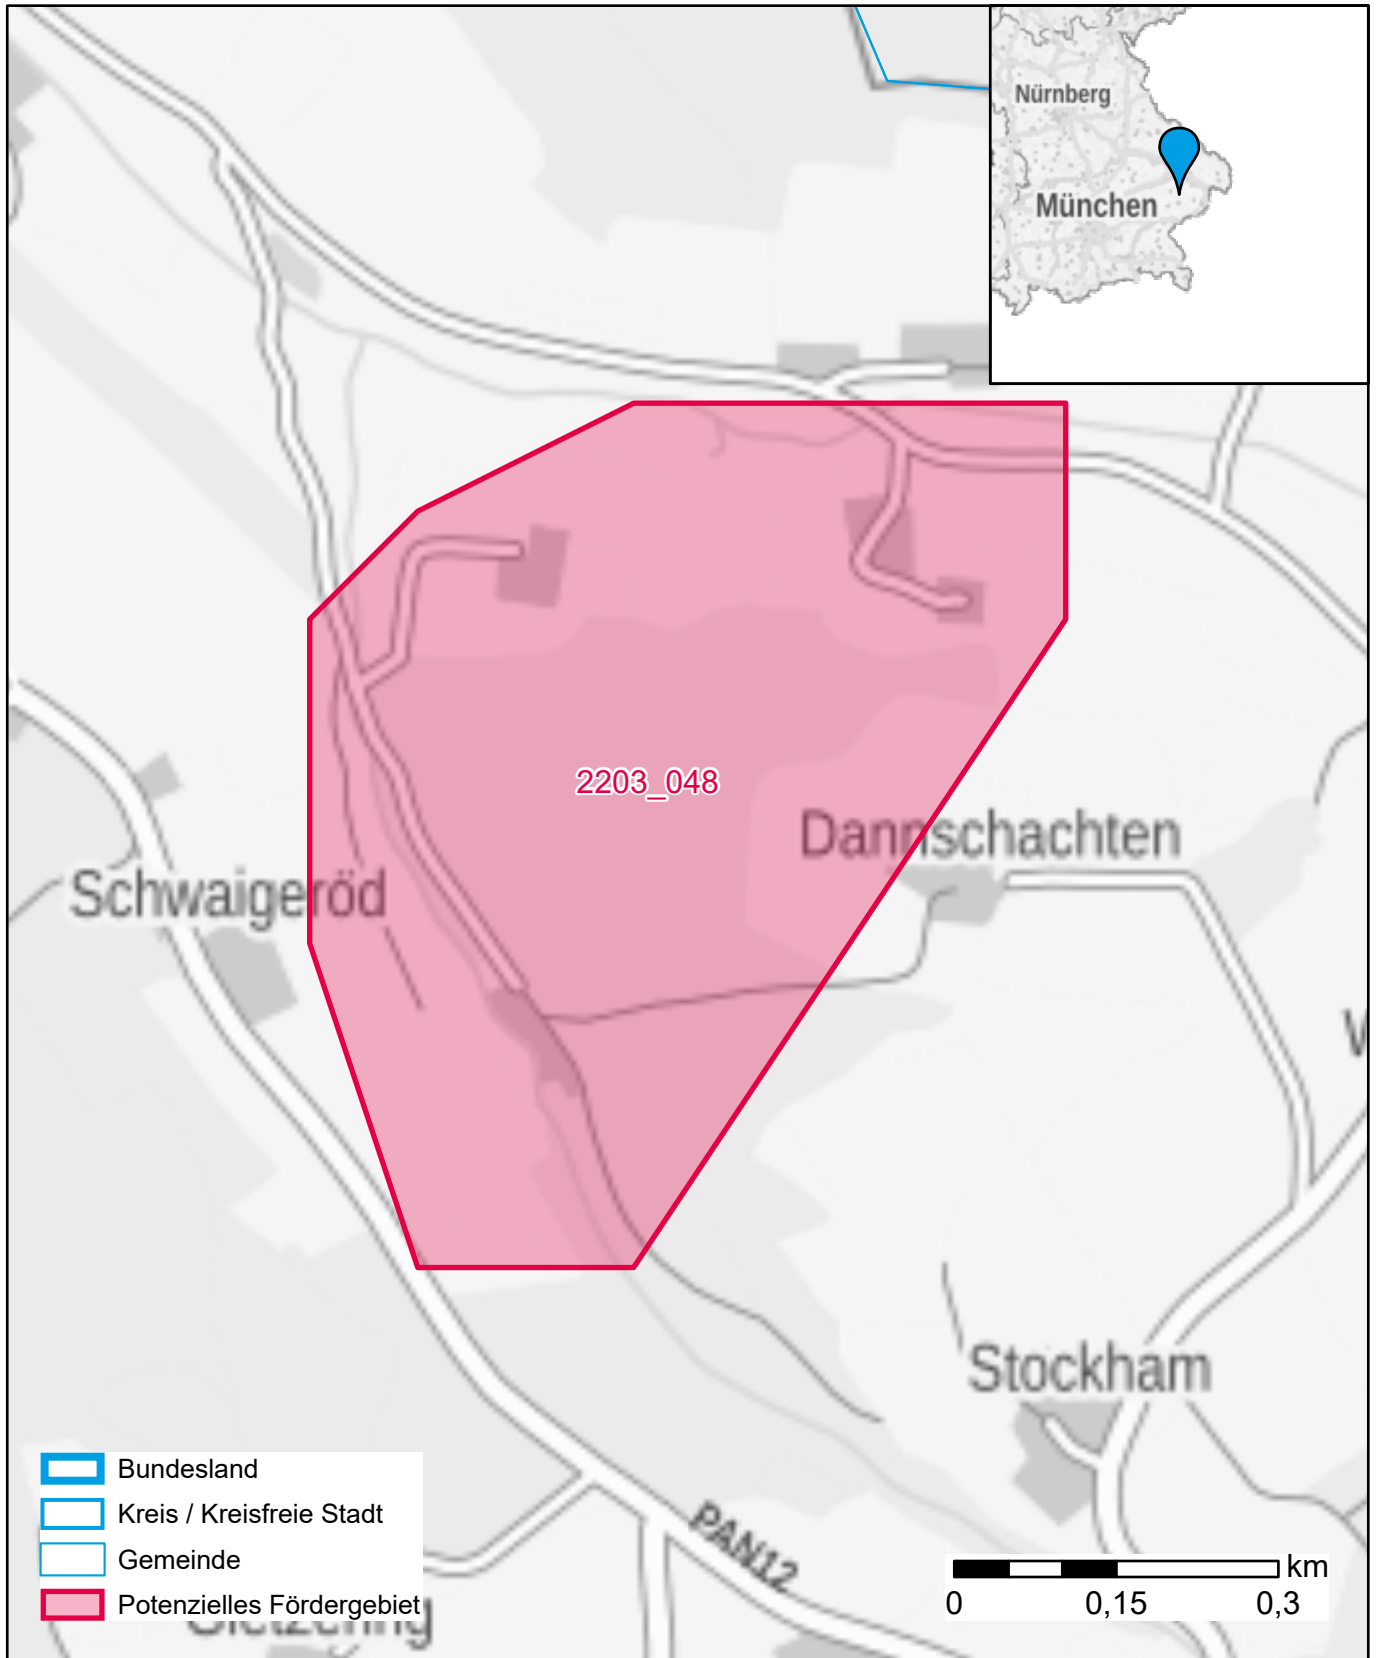 Nürnberg
München
2203_048
Dannschachten
Schwaigeröd
Stockham
PAN12
Bundesland
Kreis / Kreisfreie Stadt
Gemeinde
Potenzielles Fördergebiet
km
0 0,15 0,3